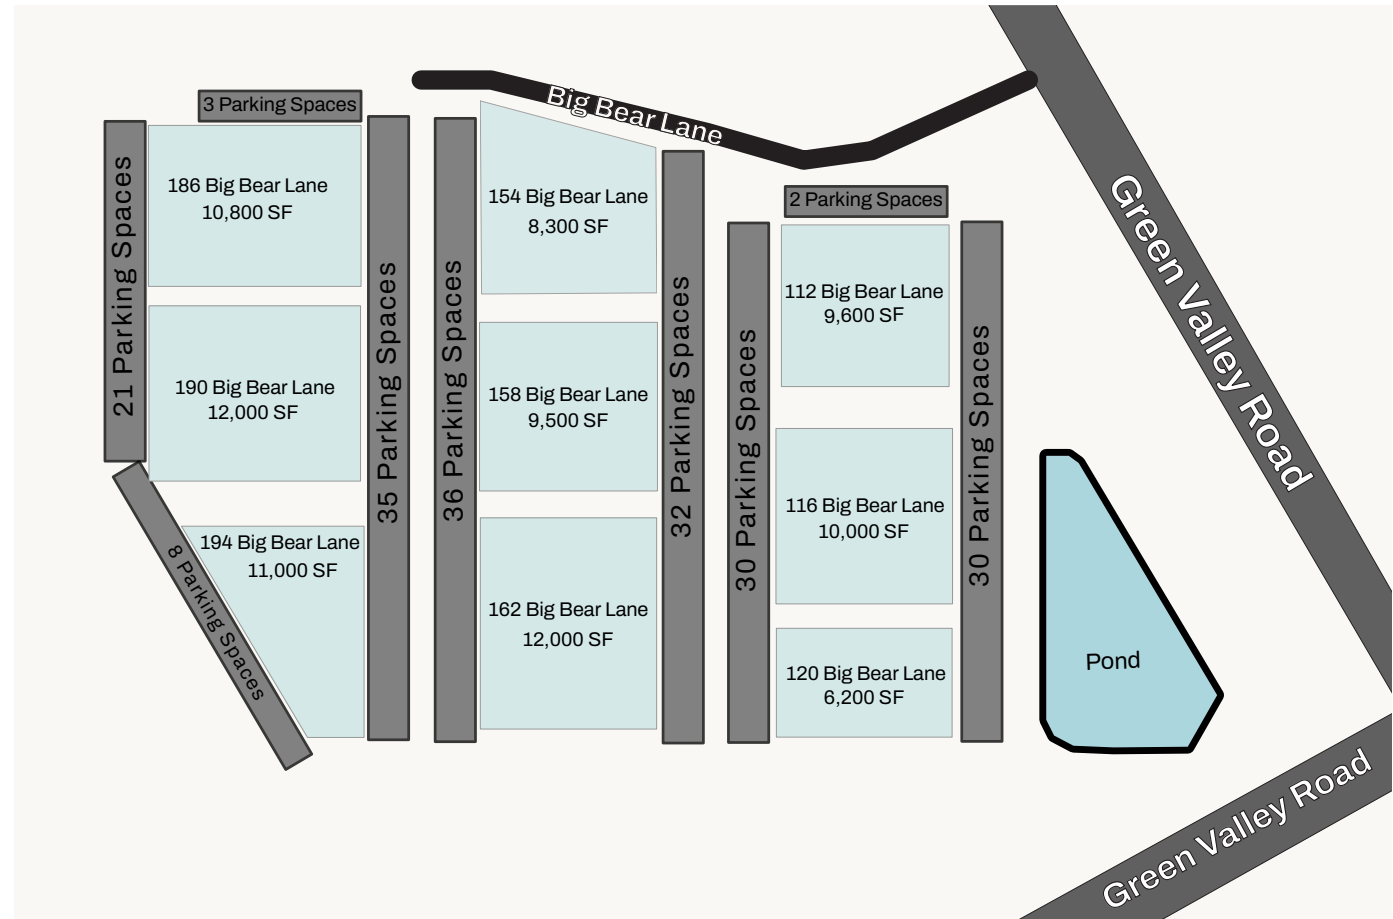 Big Bear Lane
Green Valley Road
3 Parking Spaces
21 Parking Spaces
186 Big Bear Lane
10,800 SF
190 Big Bear Lane
12,000 SF
8 Parking Spaces
194 Big Bear Lane
11,000 SF
35 Parking Spaces
36 Parking Spaces
154 Big Bear Lane
8,300 SF
158 Big Bear Lane
9,500 SF
162 Big Bear Lane
12,000 SF
32 Parking Spaces
2 Parking Spaces
30 Parking Spaces
112 Big Bear Lane
9,600 SF
116 Big Bear Lane
10,000 SF
120 Big Bear Lane
6,200 SF
30 Parking Spaces
Pond
Green Valley Road